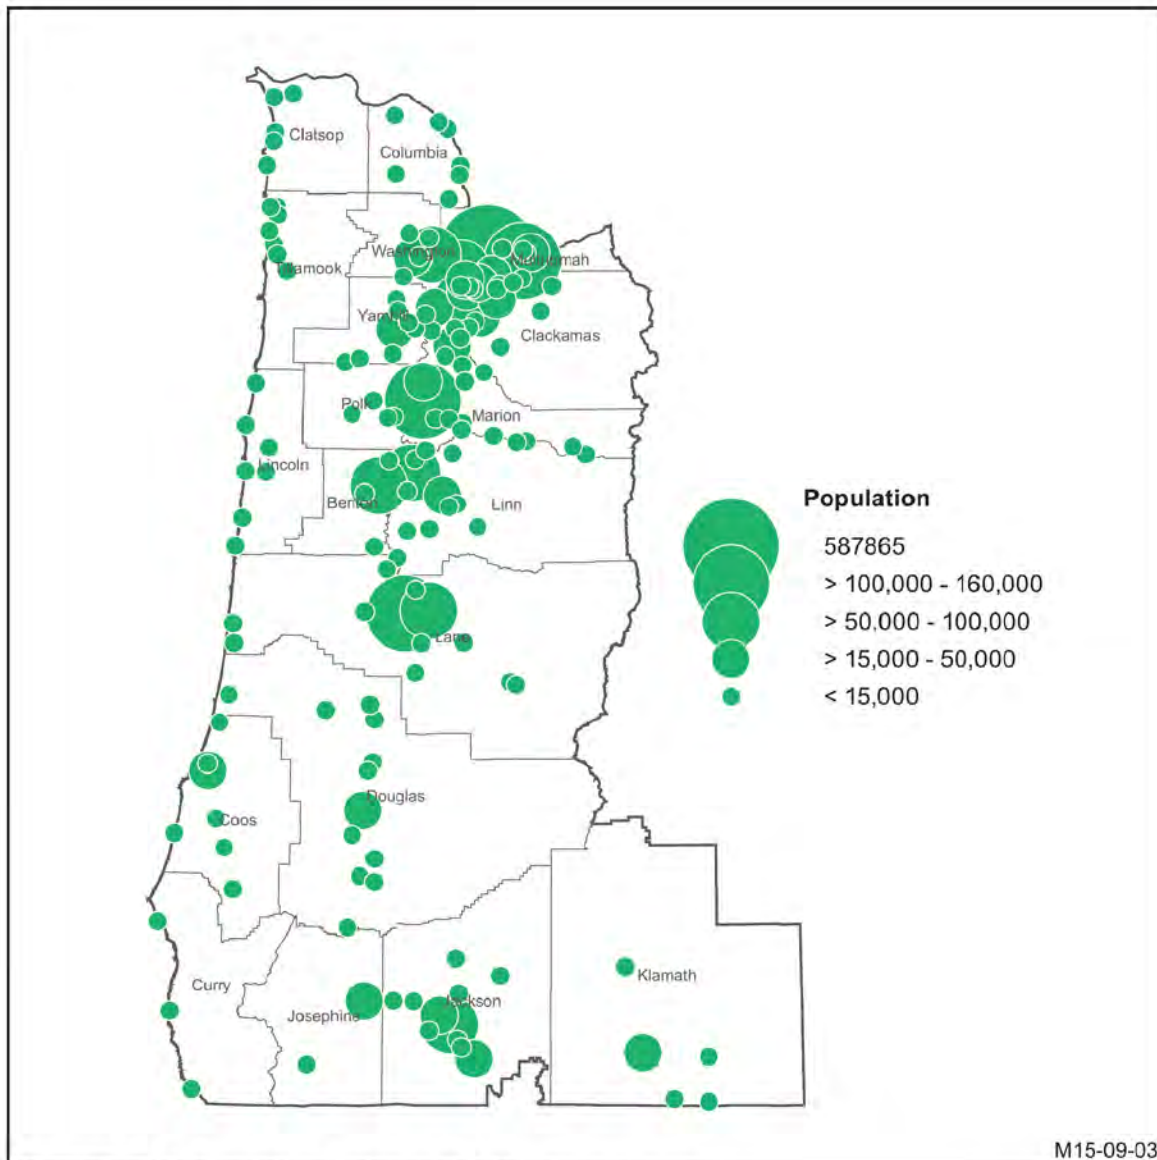 Clatsop
Columbia
Washington
Multnomah
Tillamook
Yamhill
Clackamas
Polk
Marion
Lincoln
Benton
Linn
Population
587865
> 100,000 - 160,000
> 50,000 - 100,000
> 15,000 - 50,000
< 15,000
Lane
Douglas
Coos
Curry
Josephine
Jackson
Klamath
M15-09-03